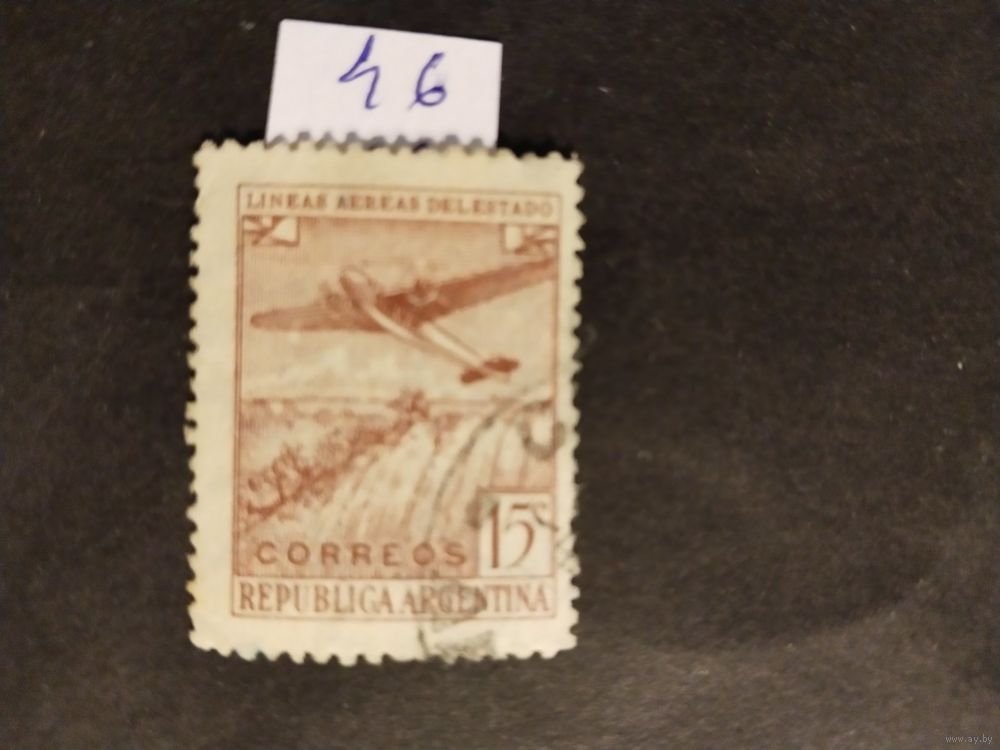 46
LINEAS AEREAS DEL ESTADO
15c
CORREOS
REPUBLICA ARGENTINA
www.ay.by